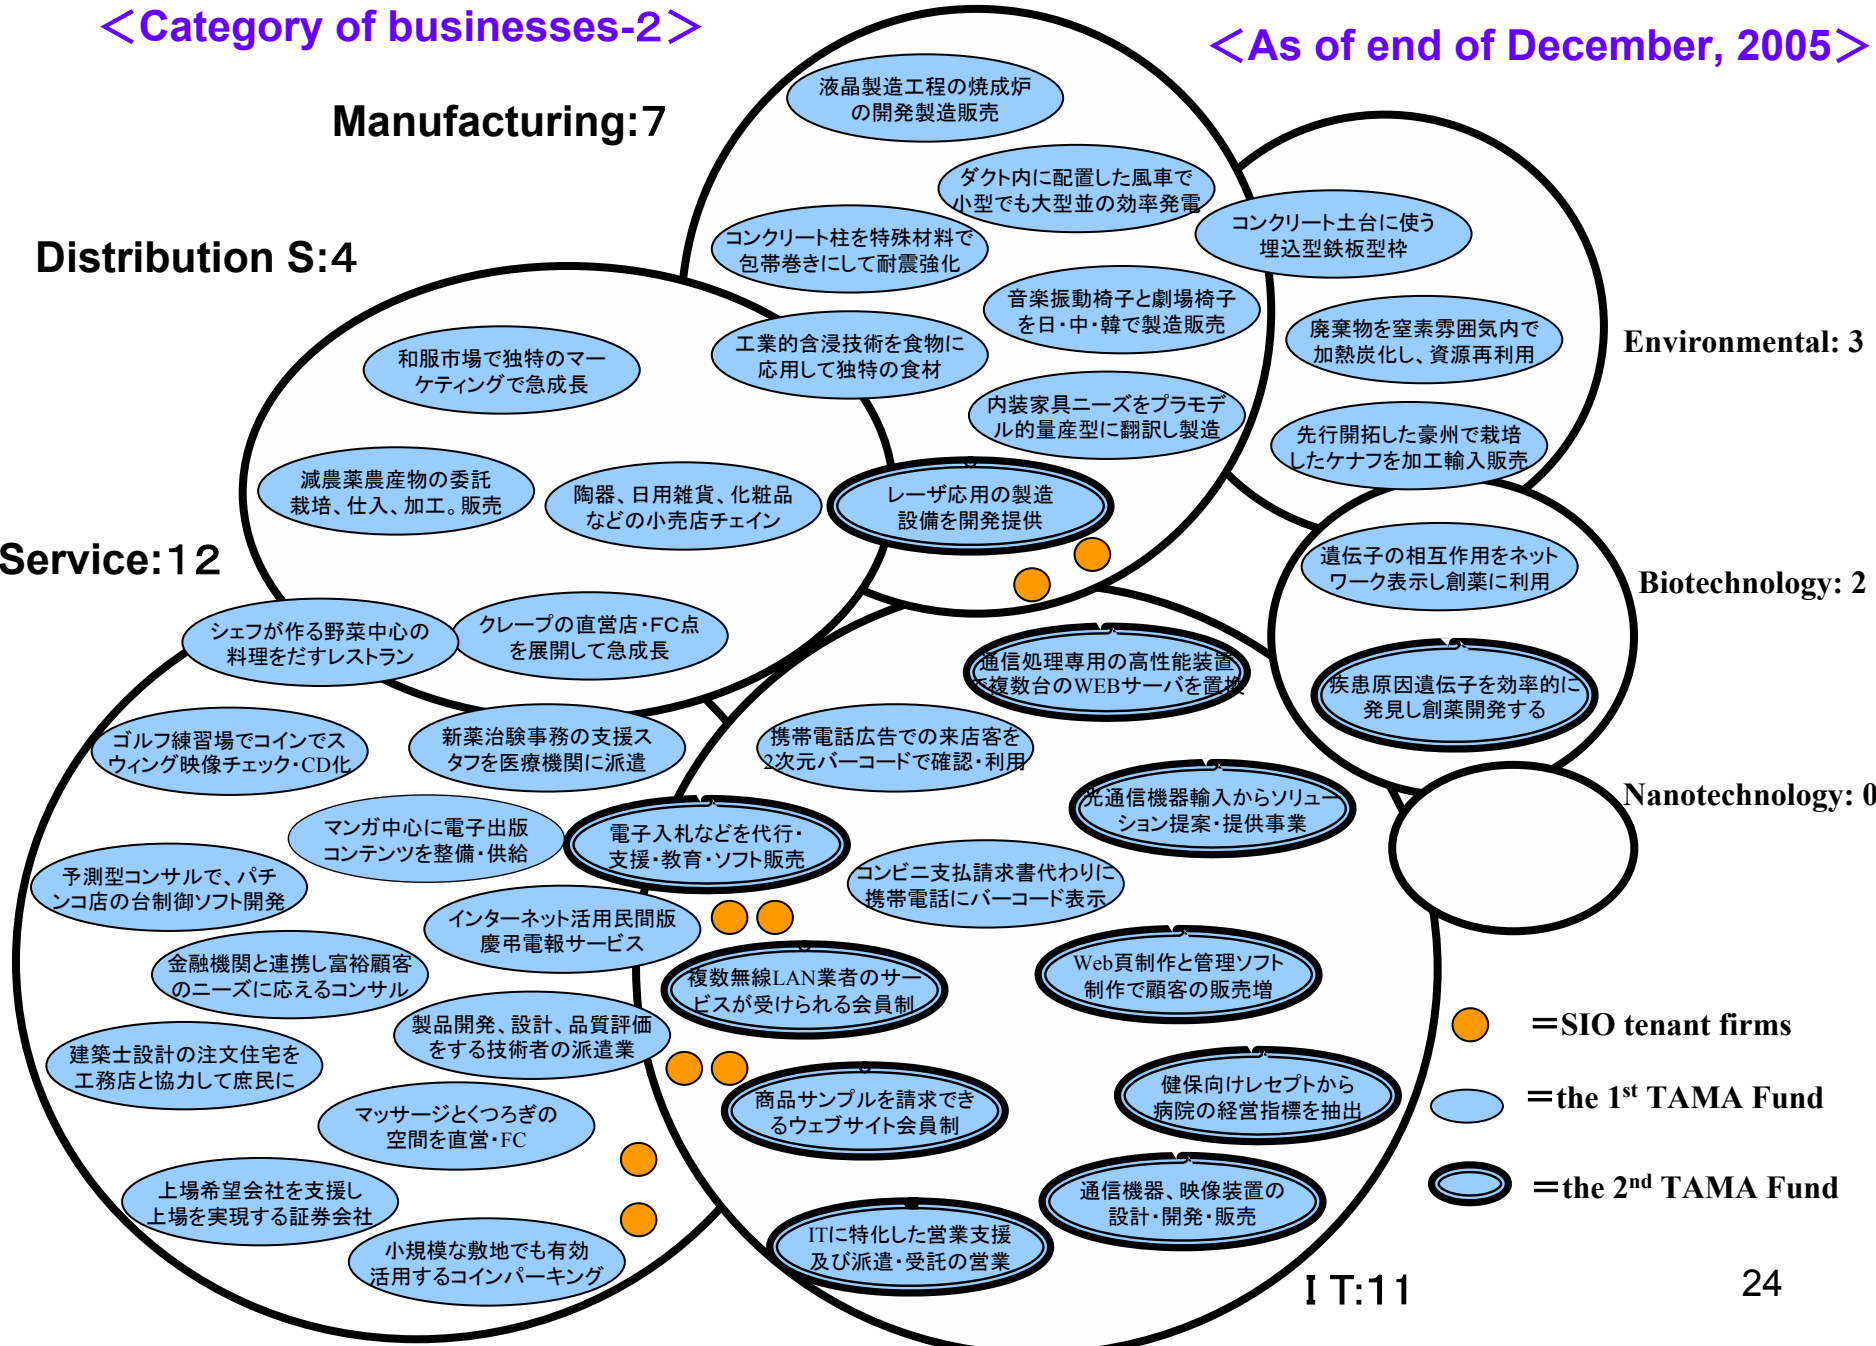 ＜Category of businesses-2＞
＜As of end of December, 2005＞
Manufacturing:7
液晶製造工程の焼成炉
の開発製造販売
ダクト内に配置した風車で
小型でも大型並の効率発電
コンクリート柱を特殊材料で
包帯巻きにして耐震強化
音楽振動椅子と劇場椅子
を日・中・韓で製造販売
工業的含浸技術を食物に
応用して独特の食材
内装家具ニーズをプラモデ
ル的量産型に翻訳し製造
レーザ応用の製造
設備を開発提供
コンクリート土台に使う
埋込型鉄板型枠
廃棄物を窒素雰囲気内で
加熱炭化し、資源再利用
先行開拓した豪州で栽培
したケナフを加工輸入販売
Environmental: 3
Distribution S:4
和服市場で独特のマー
ケティングで急成長
減農薬農産物の委託
栽培、仕入、加工。販売
陶器、日用雑貨、化粧品
などの小売店チェイン
クレープの直営店・FC点
を展開して急成長
遺伝子の相互作用をネット
ワーク表示し創薬に利用
疾患原因遺伝子を効率的に
発見し創薬開発する
Biotechnology: 2
Nanotechnology: 0
Service:12
シェフが作る野菜中心の
料理をだすレストラン
ゴルフ練習場でコインでス
ウィング映像チェック・CD化
新薬治験事務の支援ス
タフを医療機関に派遣
マンガ中心に電子出版
コンテンツを整備・供給
予測型コンサルで、パチ
ンコ店の台制御ソフト開発
インターネット活用民間版
慶弔電報サービス
金融機関と連携し富裕顧客
のニーズに応えるコンサル
製品開発、設計、品質評価
をする技術者の派遣業
建築士設計の注文住宅を
工務店と協力して庶民に
マッサージとくつろぎの
空間を直営・FC
上場希望会社を支援し
上場を実現する証券会社
小規模な敷地でも有効
活用するコインパーキング
電子入札などを代行・
支援・教育・ソフト販売
通信処理専用の高性能装置
で複数台のWEBサーバを置換
携帯電話広告での来店客を
2次元バーコードで確認・利用
光通信機器輸入からソリュー
ション提案・提供事業
コンビニ支払請求書代わりに
携帯電話にバーコード表示
複数無線LAN業者のサー
ビスが受けられる会員制
Web頁制作と管理ソフト
制作で顧客の販売増
商品サンプルを請求でき
るウェブサイト会員制
健保向けレセプトから
病院の経営指標を抽出
通信機器、映像装置の
設計・開発・販売
ITに特化した営業支援
及び派遣・受託の営業
I T:11
＝SIO tenant firms
＝the 1st TAMA Fund
＝the 2nd TAMA Fund
24